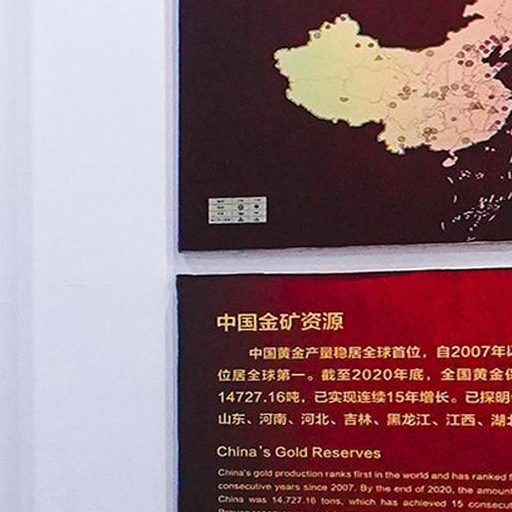 中国金矿资源
中国黄金产量稳居全球首位，自2007年以
位居全球第一。截至2020年底，全国黄金保
14727.16吨，已实现连续15年增长。已探明
山东、河南、河北、吉林、黑龙江、江西、湖北
China's Gold Reserves
China's gold production ranks first in the world and has ranked f
consecutive years since 2007. By the end of 2020, the amount
China was 14,727.16 tons, which has achieved 15 consecut